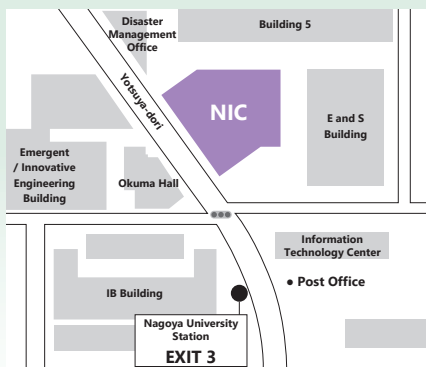 Disaster
Management
Office
Building 5
Yotsuya-dori
NIC
E and S
Building
Emergent
/ Innovative
Engineering
Building
Okuma Hall
Information
Technology Center
● Post Office
IB Building
Nagoya University
Station
EXIT 3